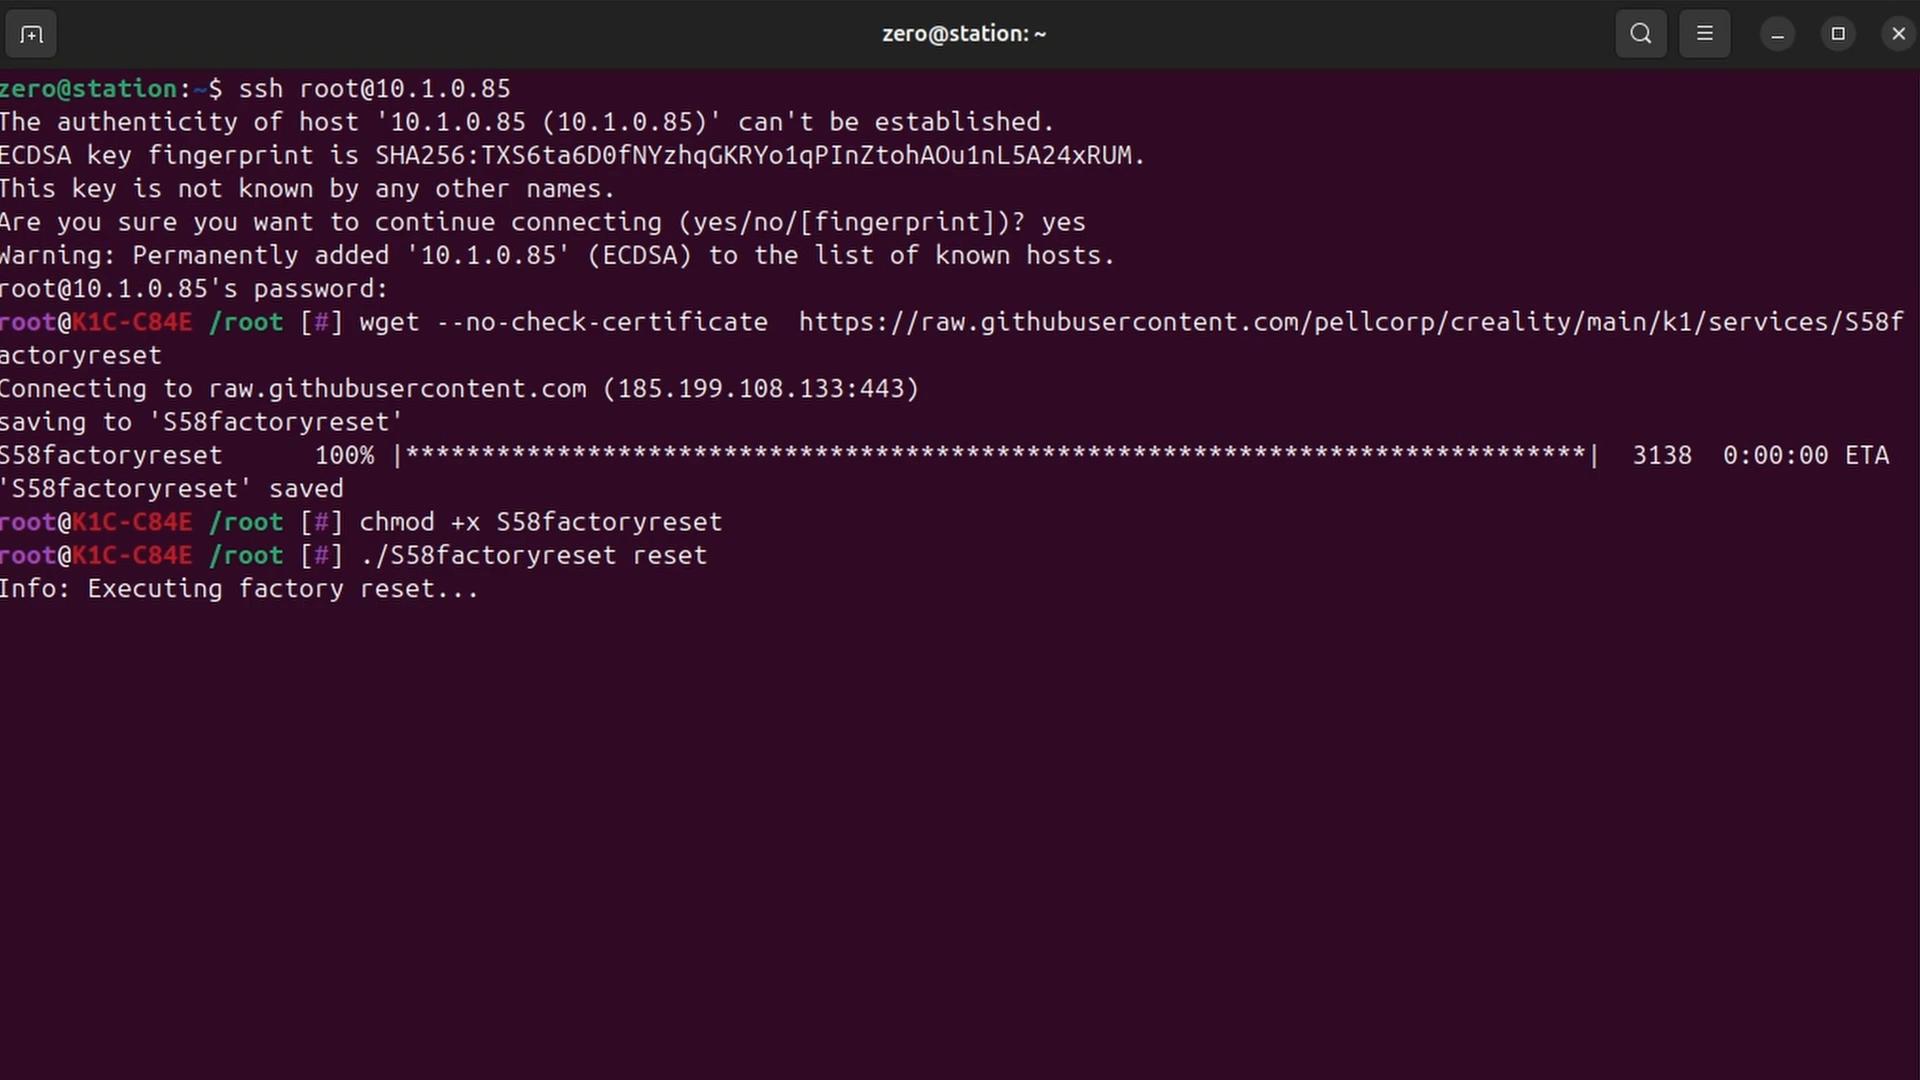 zero@station: ~
zero@station:~$ ssh root@10.1.0.85
The authenticity of host '10.1.0.85 (10.1.0.85)' can't be established.
ECDSA key fingerprint is SHA256:TXS6ta6D0fNYzhqGKRYo1qPInZtohAOu1nL5A24xRUM.
This key is not known by any other names.
Are you sure you want to continue connecting (yes/no/[fingerprint])? yes
Warning: Permanently added '10.1.0.85' (ECDSA) to the list of known hosts.
root@10.1.0.85's password:
root@K1C-C84E /root [#] wget --no-check-certificate  https://raw.githubusercontent.com/pellcorp/creality/main/k1/services/S58f
actoryreset
Connecting to raw.githubusercontent.com (185.199.108.133:443)
saving to 'S58factoryreset'
S58factoryreset      100% |******************************************************************************|  3138  0:00:00 ETA
'S58factoryreset' saved
root@K1C-C84E /root [#] chmod +x S58factoryreset
root@K1C-C84E /root [#] ./S58factoryreset reset
Info: Executing factory reset...